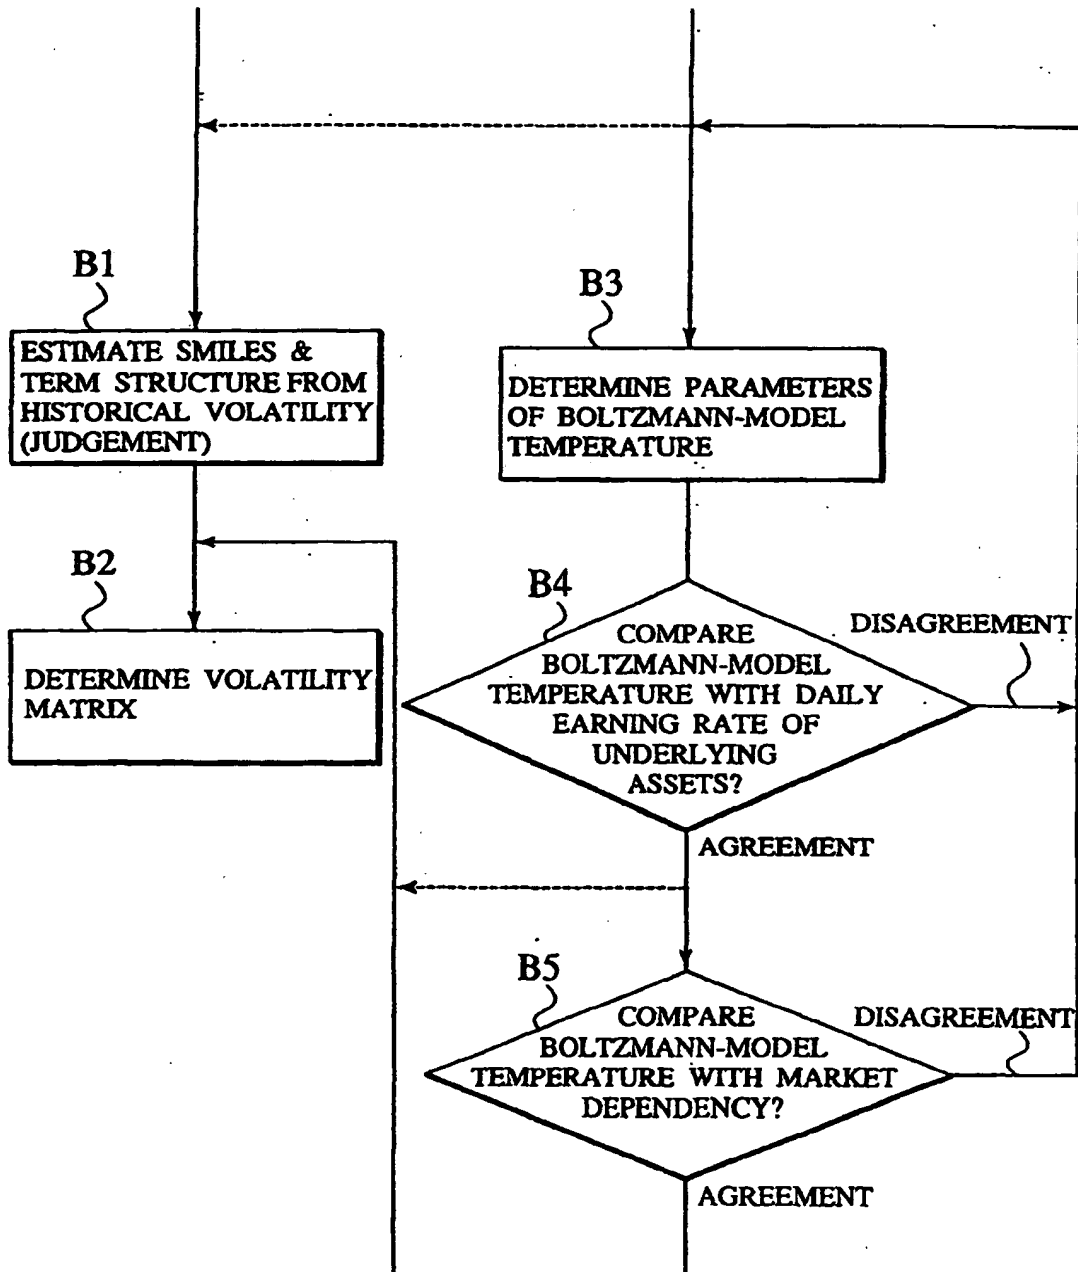 B1
ESTIMATE SMILES &
TERM STRUCTURE FROM
HISTORICAL VOLATILITY
(JUDGEMENT)
B2
DETERMINE VOLATILITY
MATRIX
B3
DETERMINE PARAMETERS
OF BOLTZMANN-MODEL
TEMPERATURE
B4
COMPARE
BOLTZMANN-MODEL
TEMPERATURE WITH DAILY
EARNING RATE OF
UNDERLYING
ASSETS?
DISAGREEMENT
AGREEMENT
B5
COMPARE
BOLTZMANN-MODEL
TEMPERATURE WITH MARKET
DEPENDENCY?
DISAGREEMENT
AGREEMENT